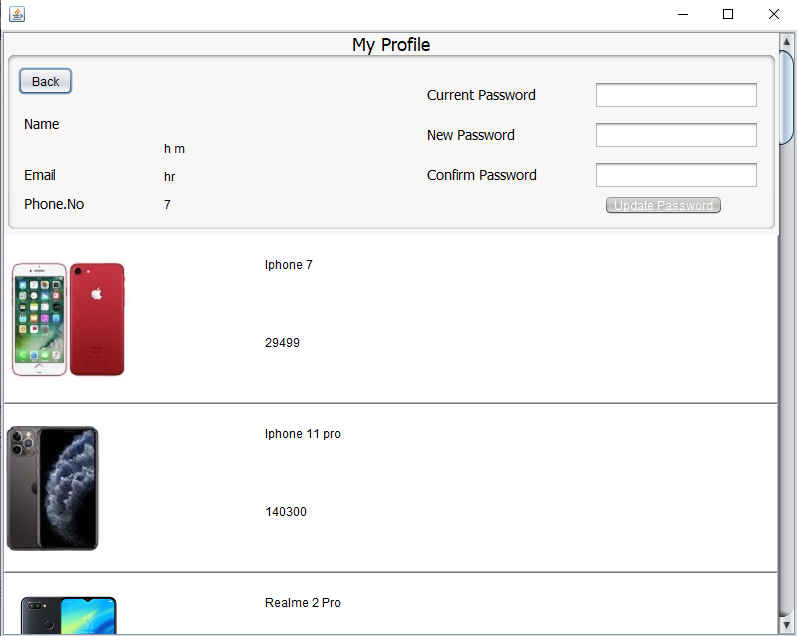 My Profile
Back
Name
h m
Email
hr
Phone.No
7
Current Password
New Password
Confirm Password
Update Password
Iphone 7
29499
Iphone 11 pro
140300
Realme 2 Pro